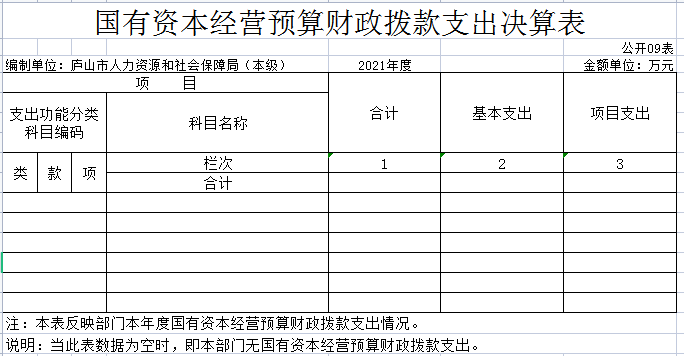 国有资本经营预算财政拨款支出决算表
公开09表
编制单位：庐山市人力资源和社会保障局（本级） 2021年度 金额单位：万元
项 目 合计 基本支出 项目支出
支出功能分类科目编码 科目名称
类 款 项 栏次 1 2 3
合计
注：本表反映部门本年度国有资本经营预算财政拨款支出情况。
说明：当此表数据为空时，即本部门无国有资本经营预算财政拨款支出。